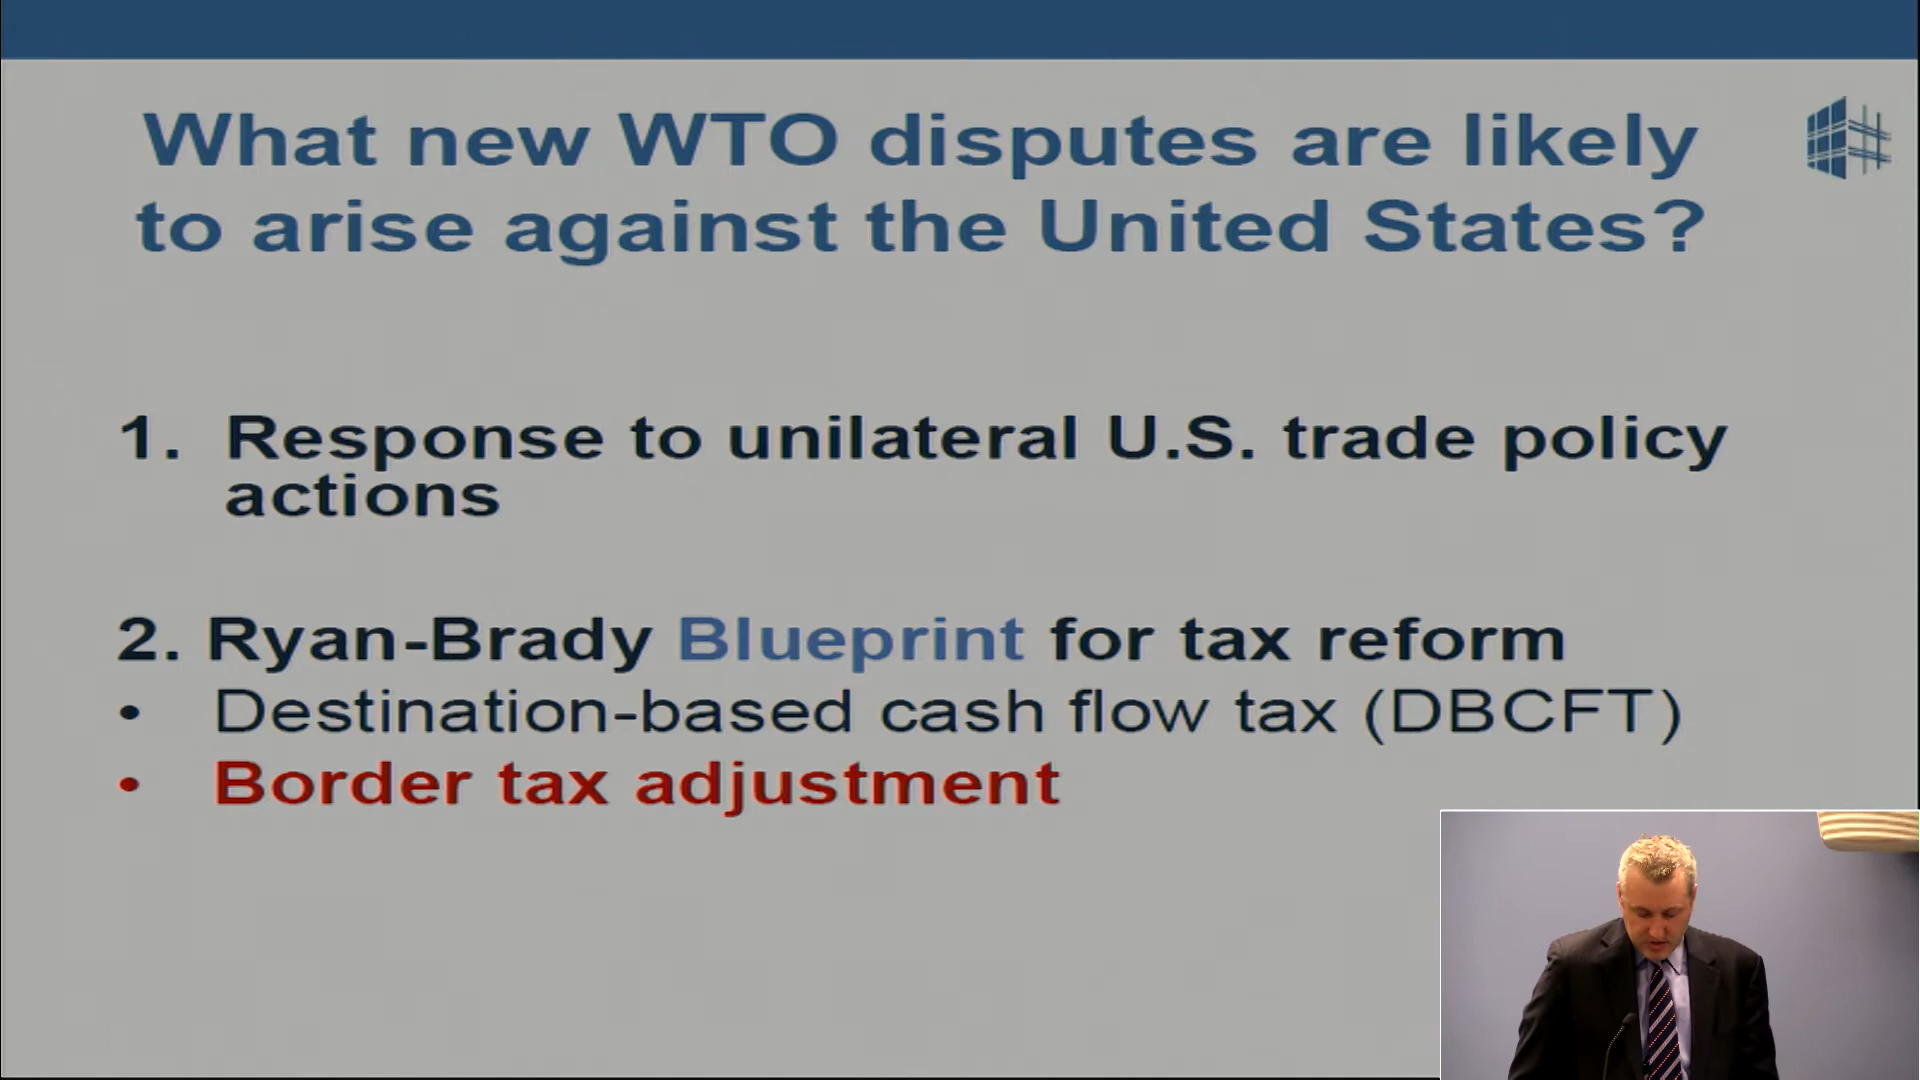 What new WTO disputes are likely
to arise against the United States?
1. Response to unilateral U.S. trade policy
actions
2. Ryan-Brady Blueprint for tax reform
• Destination-based cash flow tax (DBCFT)
• Border tax adjustment